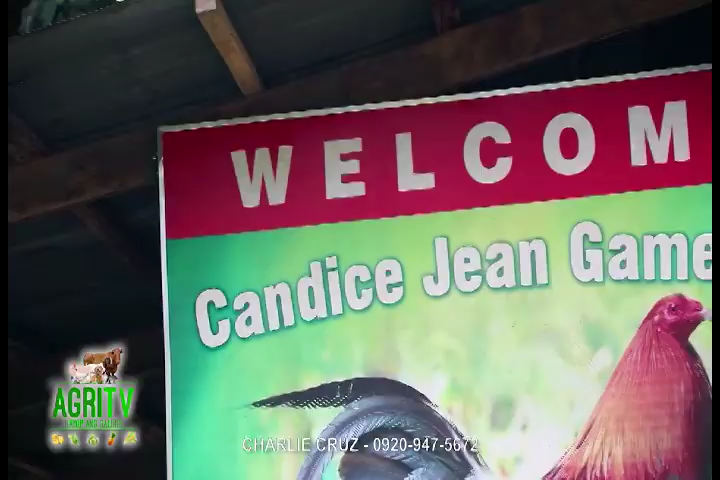 WELCOM
Candice Jean Game
AGRITV
CHARLIE CRUZ - 0920-947-5672